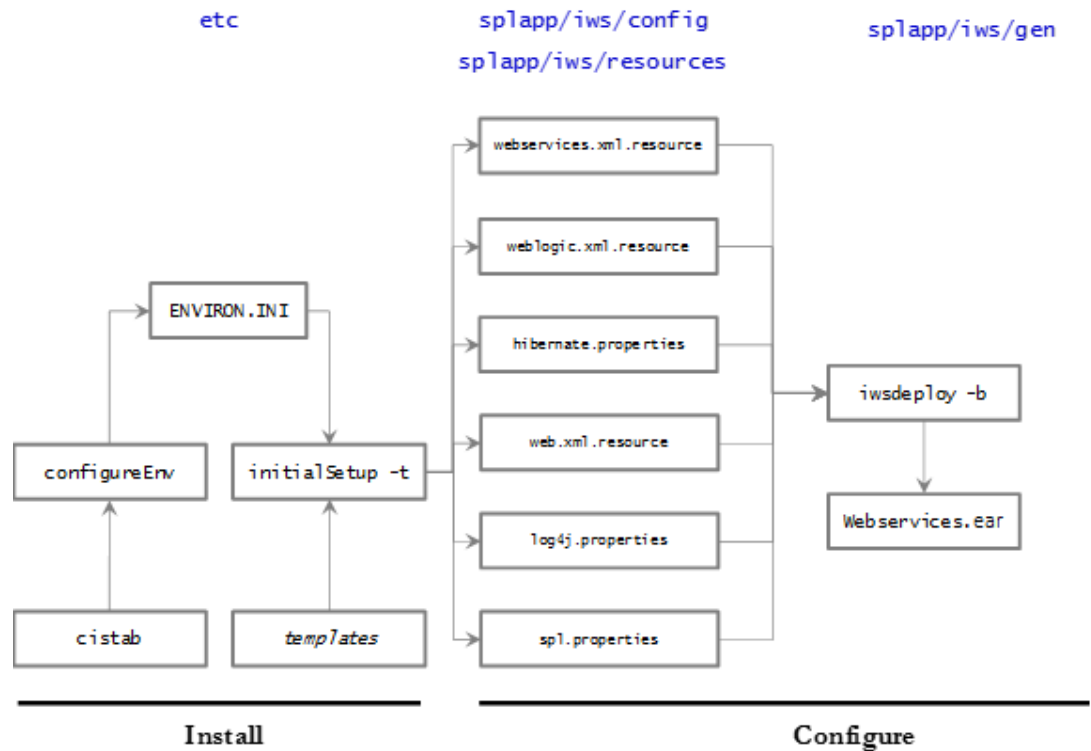 etc
splapp/iws/config
splapp/iws/resources
splapp/iws/gen
webservices.xml.resource
weblogic.xml.resource
ENVIRON.INI
hibernate.properties
iwsdeploy -b
configureEnv
initialSetup -t
web.xml.resource
Webservices.ear
log4j.properties
cistab
templates
spl.properties
Install
Configure